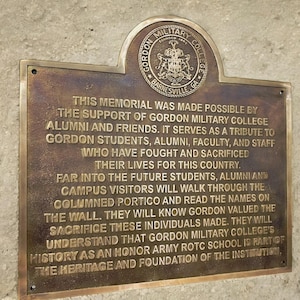 GORDON MILITARY COLLEGE
BARNESVILLE, GA.
THIS MEMORIAL WAS MADE POSSIBLE BY
THE SUPPORT OF GORDON MILITARY COLLEGE
ALUMNI AND FRIENDS. IT SERVES AS A TRIBUTE TO
GORDON STUDENTS, ALUMNI, FACULTY, AND STAFF
WHO HAVE FOUGHT AND SACRIFICED
THEIR LIVES FOR THIS COUNTRY.
FAR INTO THE FUTURE STUDENTS, ALUMNI AND
CAMPUS VISITORS WILL WALK THROUGH THE
COLUMNED PORTICO AND READ THE NAMES ON
THE WALL. THEY WILL KNOW GORDON VALUED THE
SACRIFICE THESE INDIVIDUALS MADE. THEY WILL
UNDERSTAND THAT GORDON MILITARY COLLEGE'S
HISTORY AS AN HONOR ARMY ROTC SCHOOL IS PART OF
THE HERITAGE AND FOUNDATION OF THE INSTITUTION.